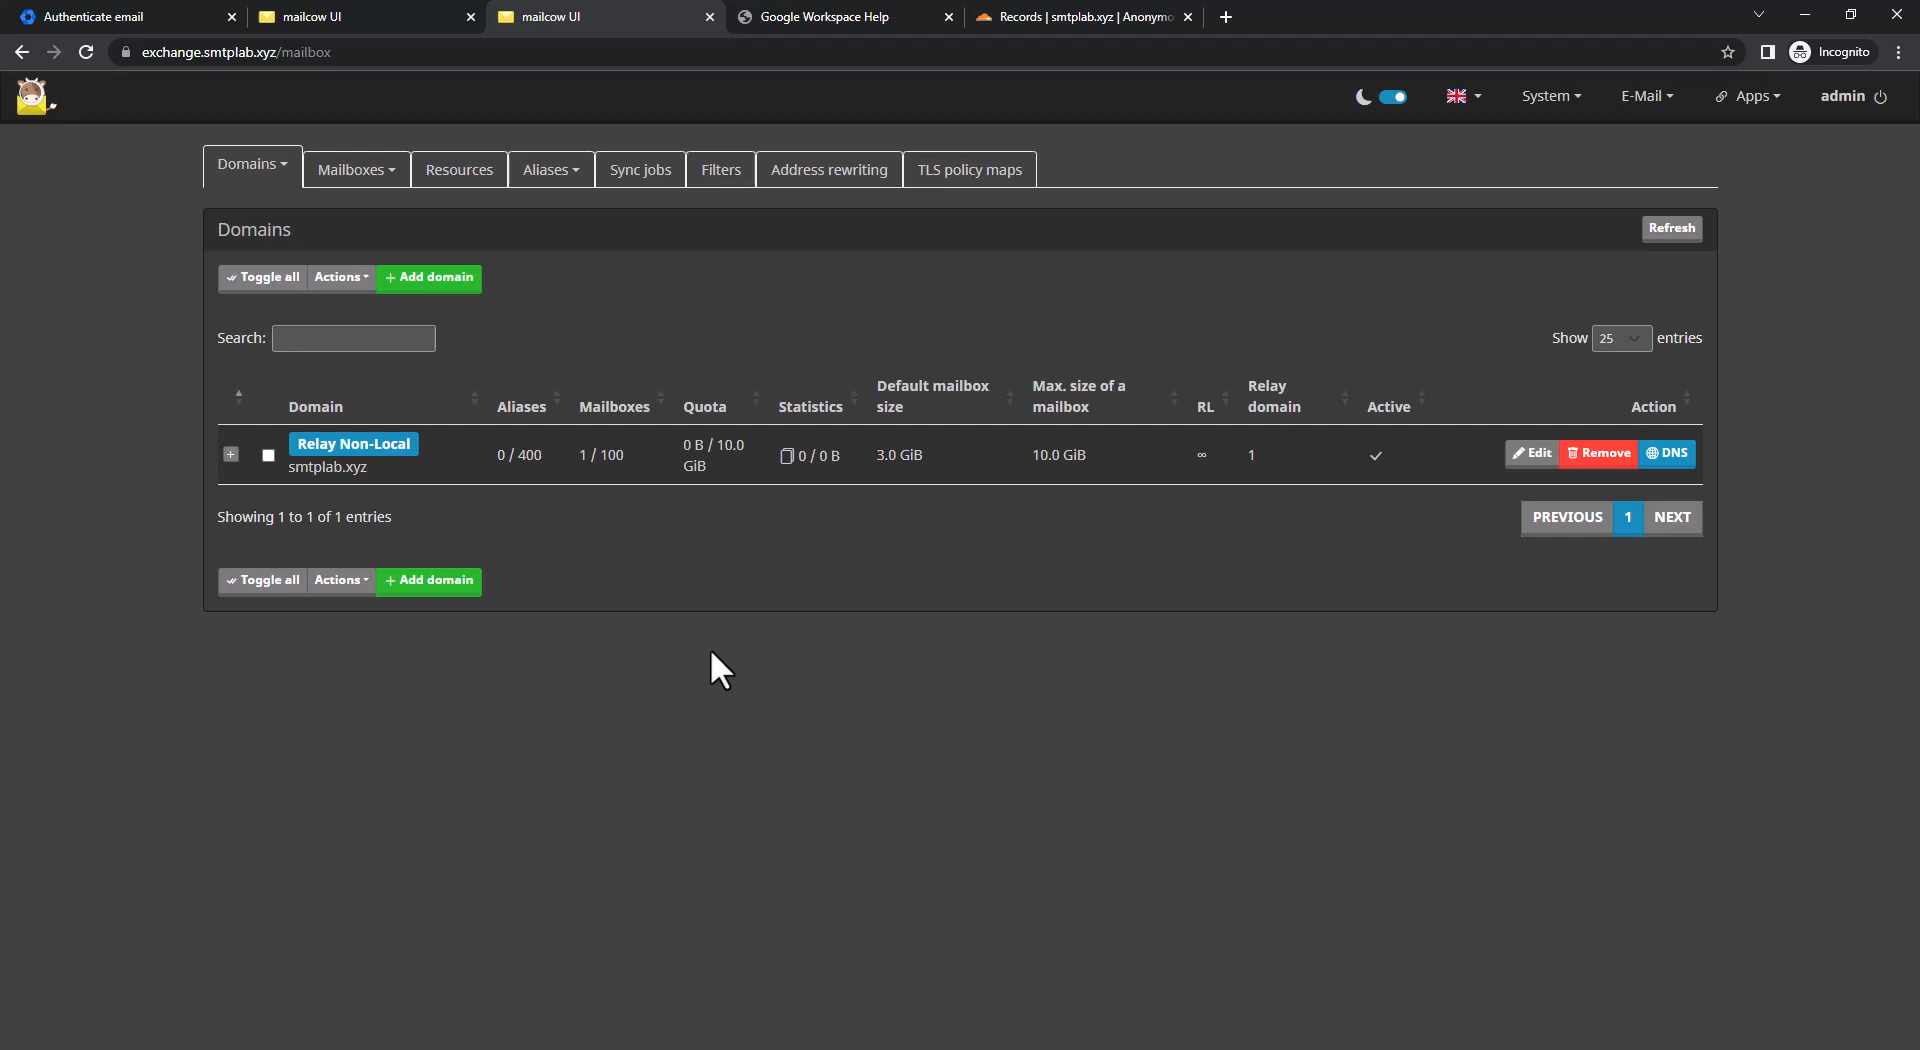 Authenticate email
mailcow UI
mailcow UI
Google Workspace Help
Records | smtplab.xyz | Anonymo
exchange.smtplab.xyz/mailbox
Incognito
System
E-Mail
Apps
admin
Domains
Mailboxes
Resources
Aliases
Sync jobs
Filters
Address rewriting
TLS policy maps
Domains
Refresh
Toggle all
Actions
+ Add domain
Search:
Show 25 entries
Domain
Aliases
Mailboxes
Quota
Statistics
Default mailbox
size
Max. size of a
mailbox
RL
Relay
domain
Active
Action
Relay Non-Local
smtplab.xyz
0 / 400
1 / 100
0 B / 10.0
GiB
0 / 0 B
3.0 GiB
10.0 GiB
∞
1
✓
Edit
Remove
DNS
Showing 1 to 1 of 1 entries
PREVIOUS
1
NEXT
Toggle all
Actions
+ Add domain